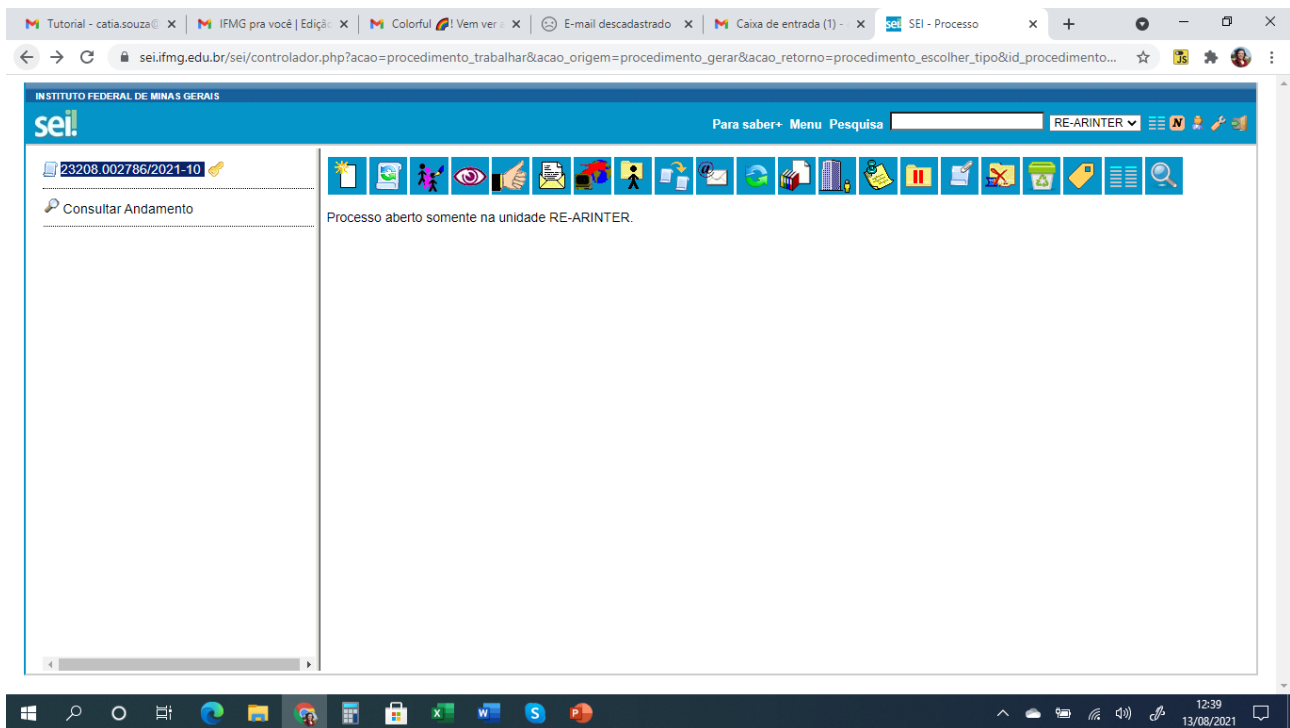 Tutorial - catia.souza@
IFMG pra você | Ediçã
Colorful 🌈! Vem ver a
E-mail descadastrado
Caixa de entrada (1) -
sei SEI - Processo
sei.ifmg.edu.br/sei/controlador.php?acao=procedimento_trabalhar&acao_origem=procedimento_gerar&acao_retorno=procedimento_escolher_tipo&id_procedimento...
JS
INSTITUTO FEDERAL DE MINAS GERAIS
sei!
Para saber+ Menu Pesquisa
RE-ARINTER
N
23208.002786/2021-10
Consultar Andamento
Processo aberto somente na unidade RE-ARINTER.
12:39
13/08/2021